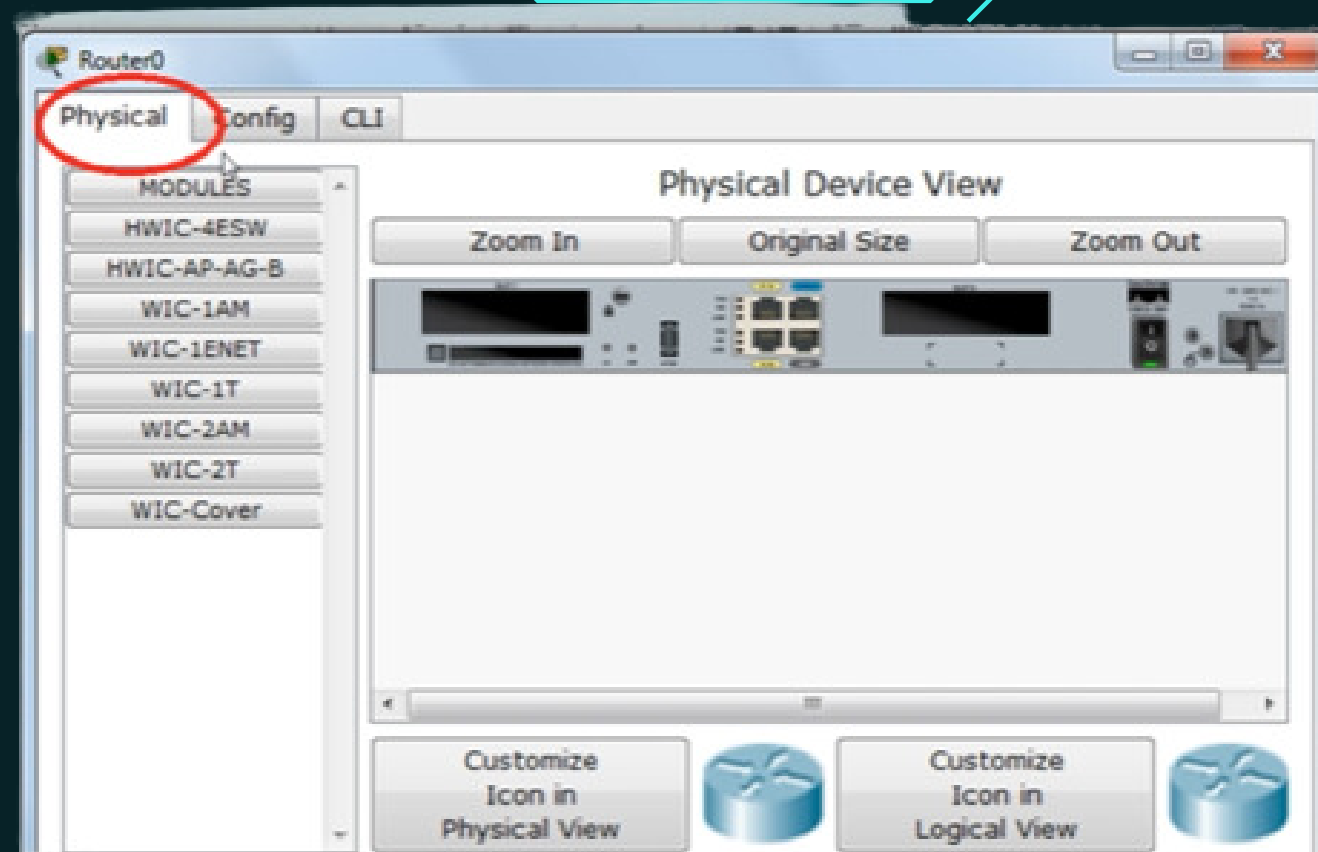 Router0
Physical Config CLI
MODULES
HWIC-4ESW
HWIC-AP-AG-B
WIC-1AM
WIC-1ENET
WIC-1T
WIC-2AM
WIC-2T
WIC-Cover
Physical Device View
Zoom In Original Size Zoom Out
Customize
Icon in
Physical View
Customize
Icon in
Logical View